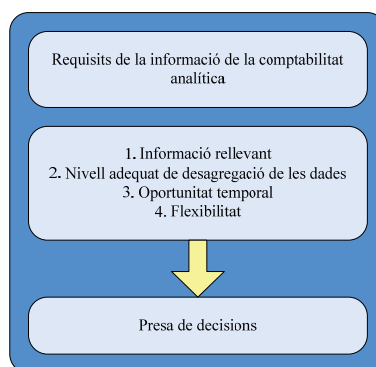 Requisits de la informació de la comptabilitat
analítica
1. Informació rellevant
2. Nivell adequat de desagregació de les dades
3. Oportunitat temporal
4. Flexibilitat
Presa de decisions